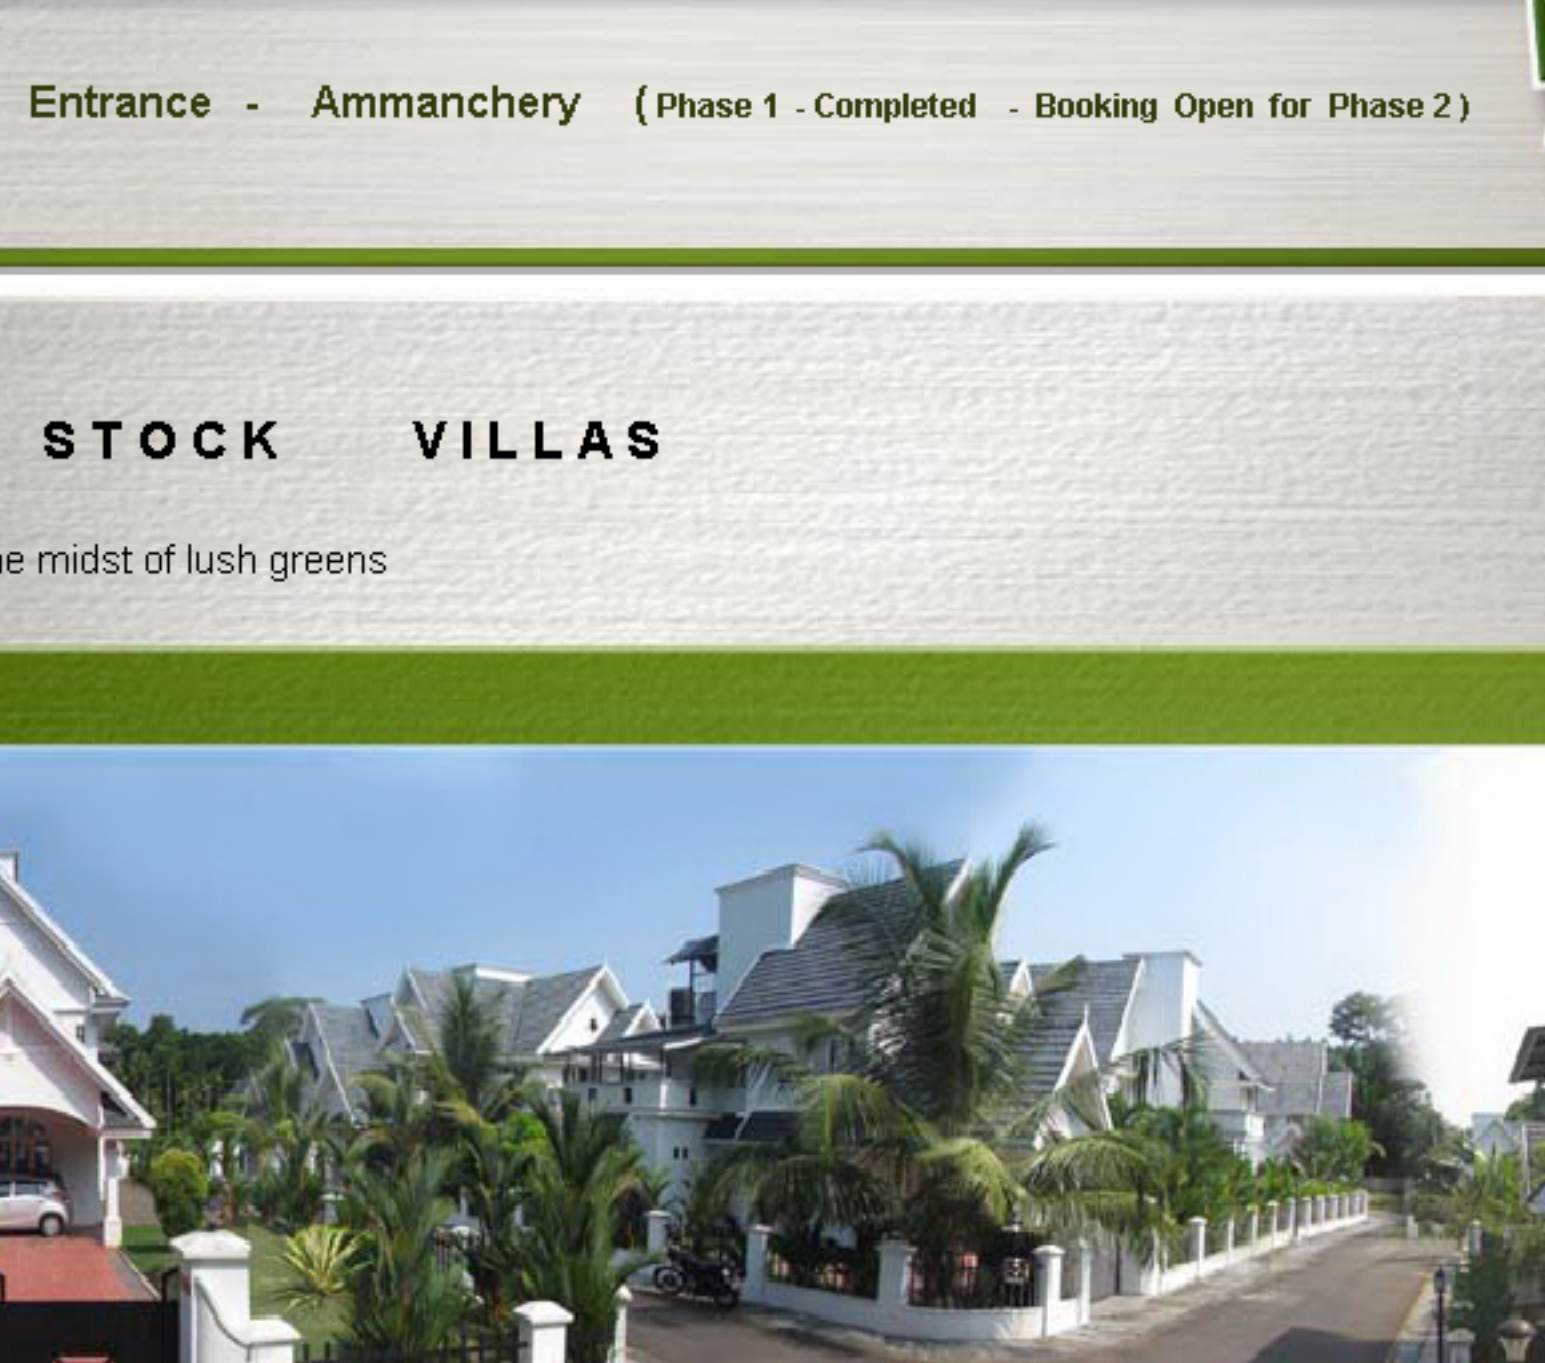 Entrance - Ammanchery ( Phase 1 - Completed - Booking Open for Phase 2 )
STOCK VILLAS
midst of lush greens